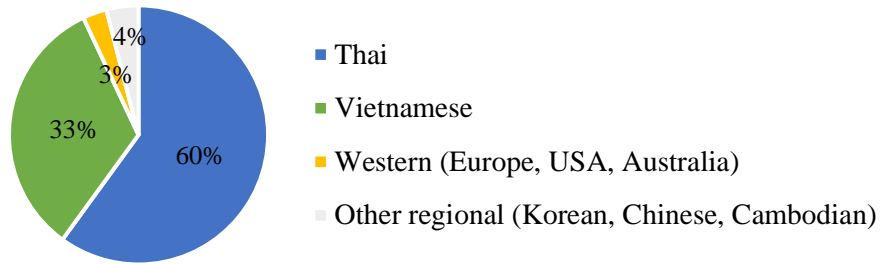 4%
3%
33%
60%
Thai
Vietnamese
Western (Europe, USA, Australia)
Other regional (Korean, Chinese, Cambodian)